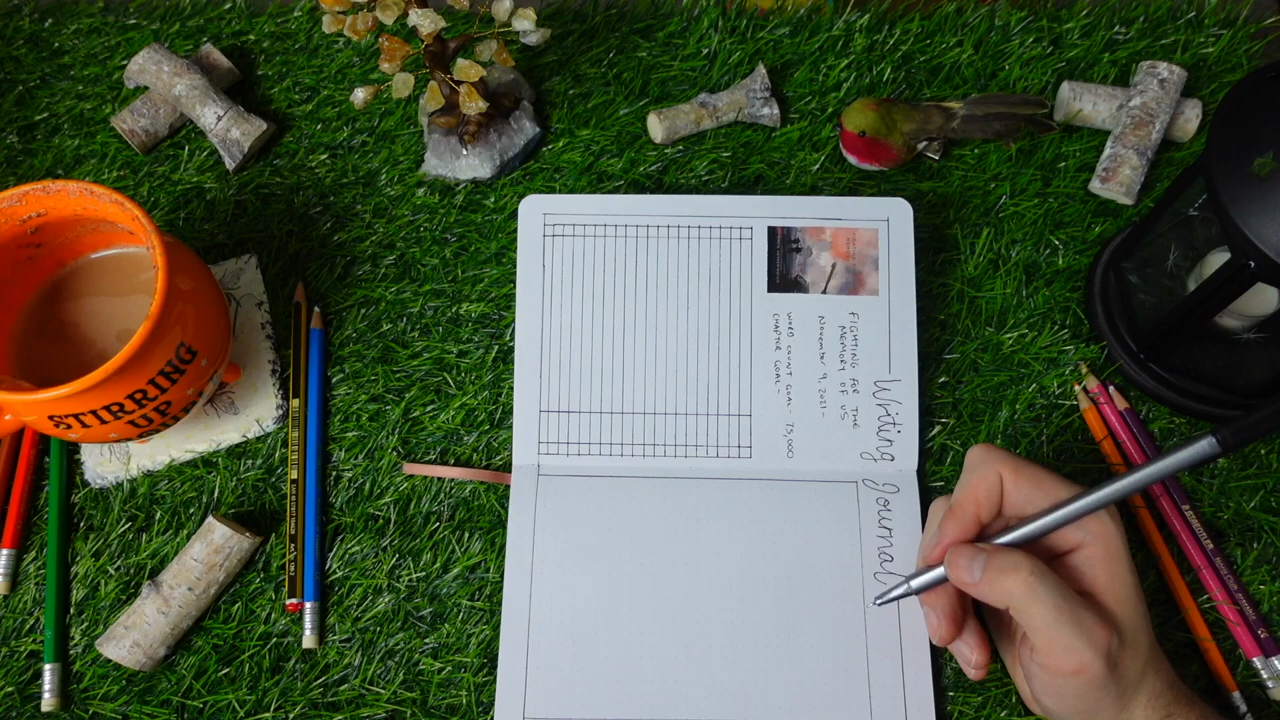 Writing Journal
FIGHTING FOR THE
MEMORY OF US
November 9, 2021-
WORD COUNT GOAL- 75,000
CHAPTER GOAL-
STIRRING
UP
STAEDTLER